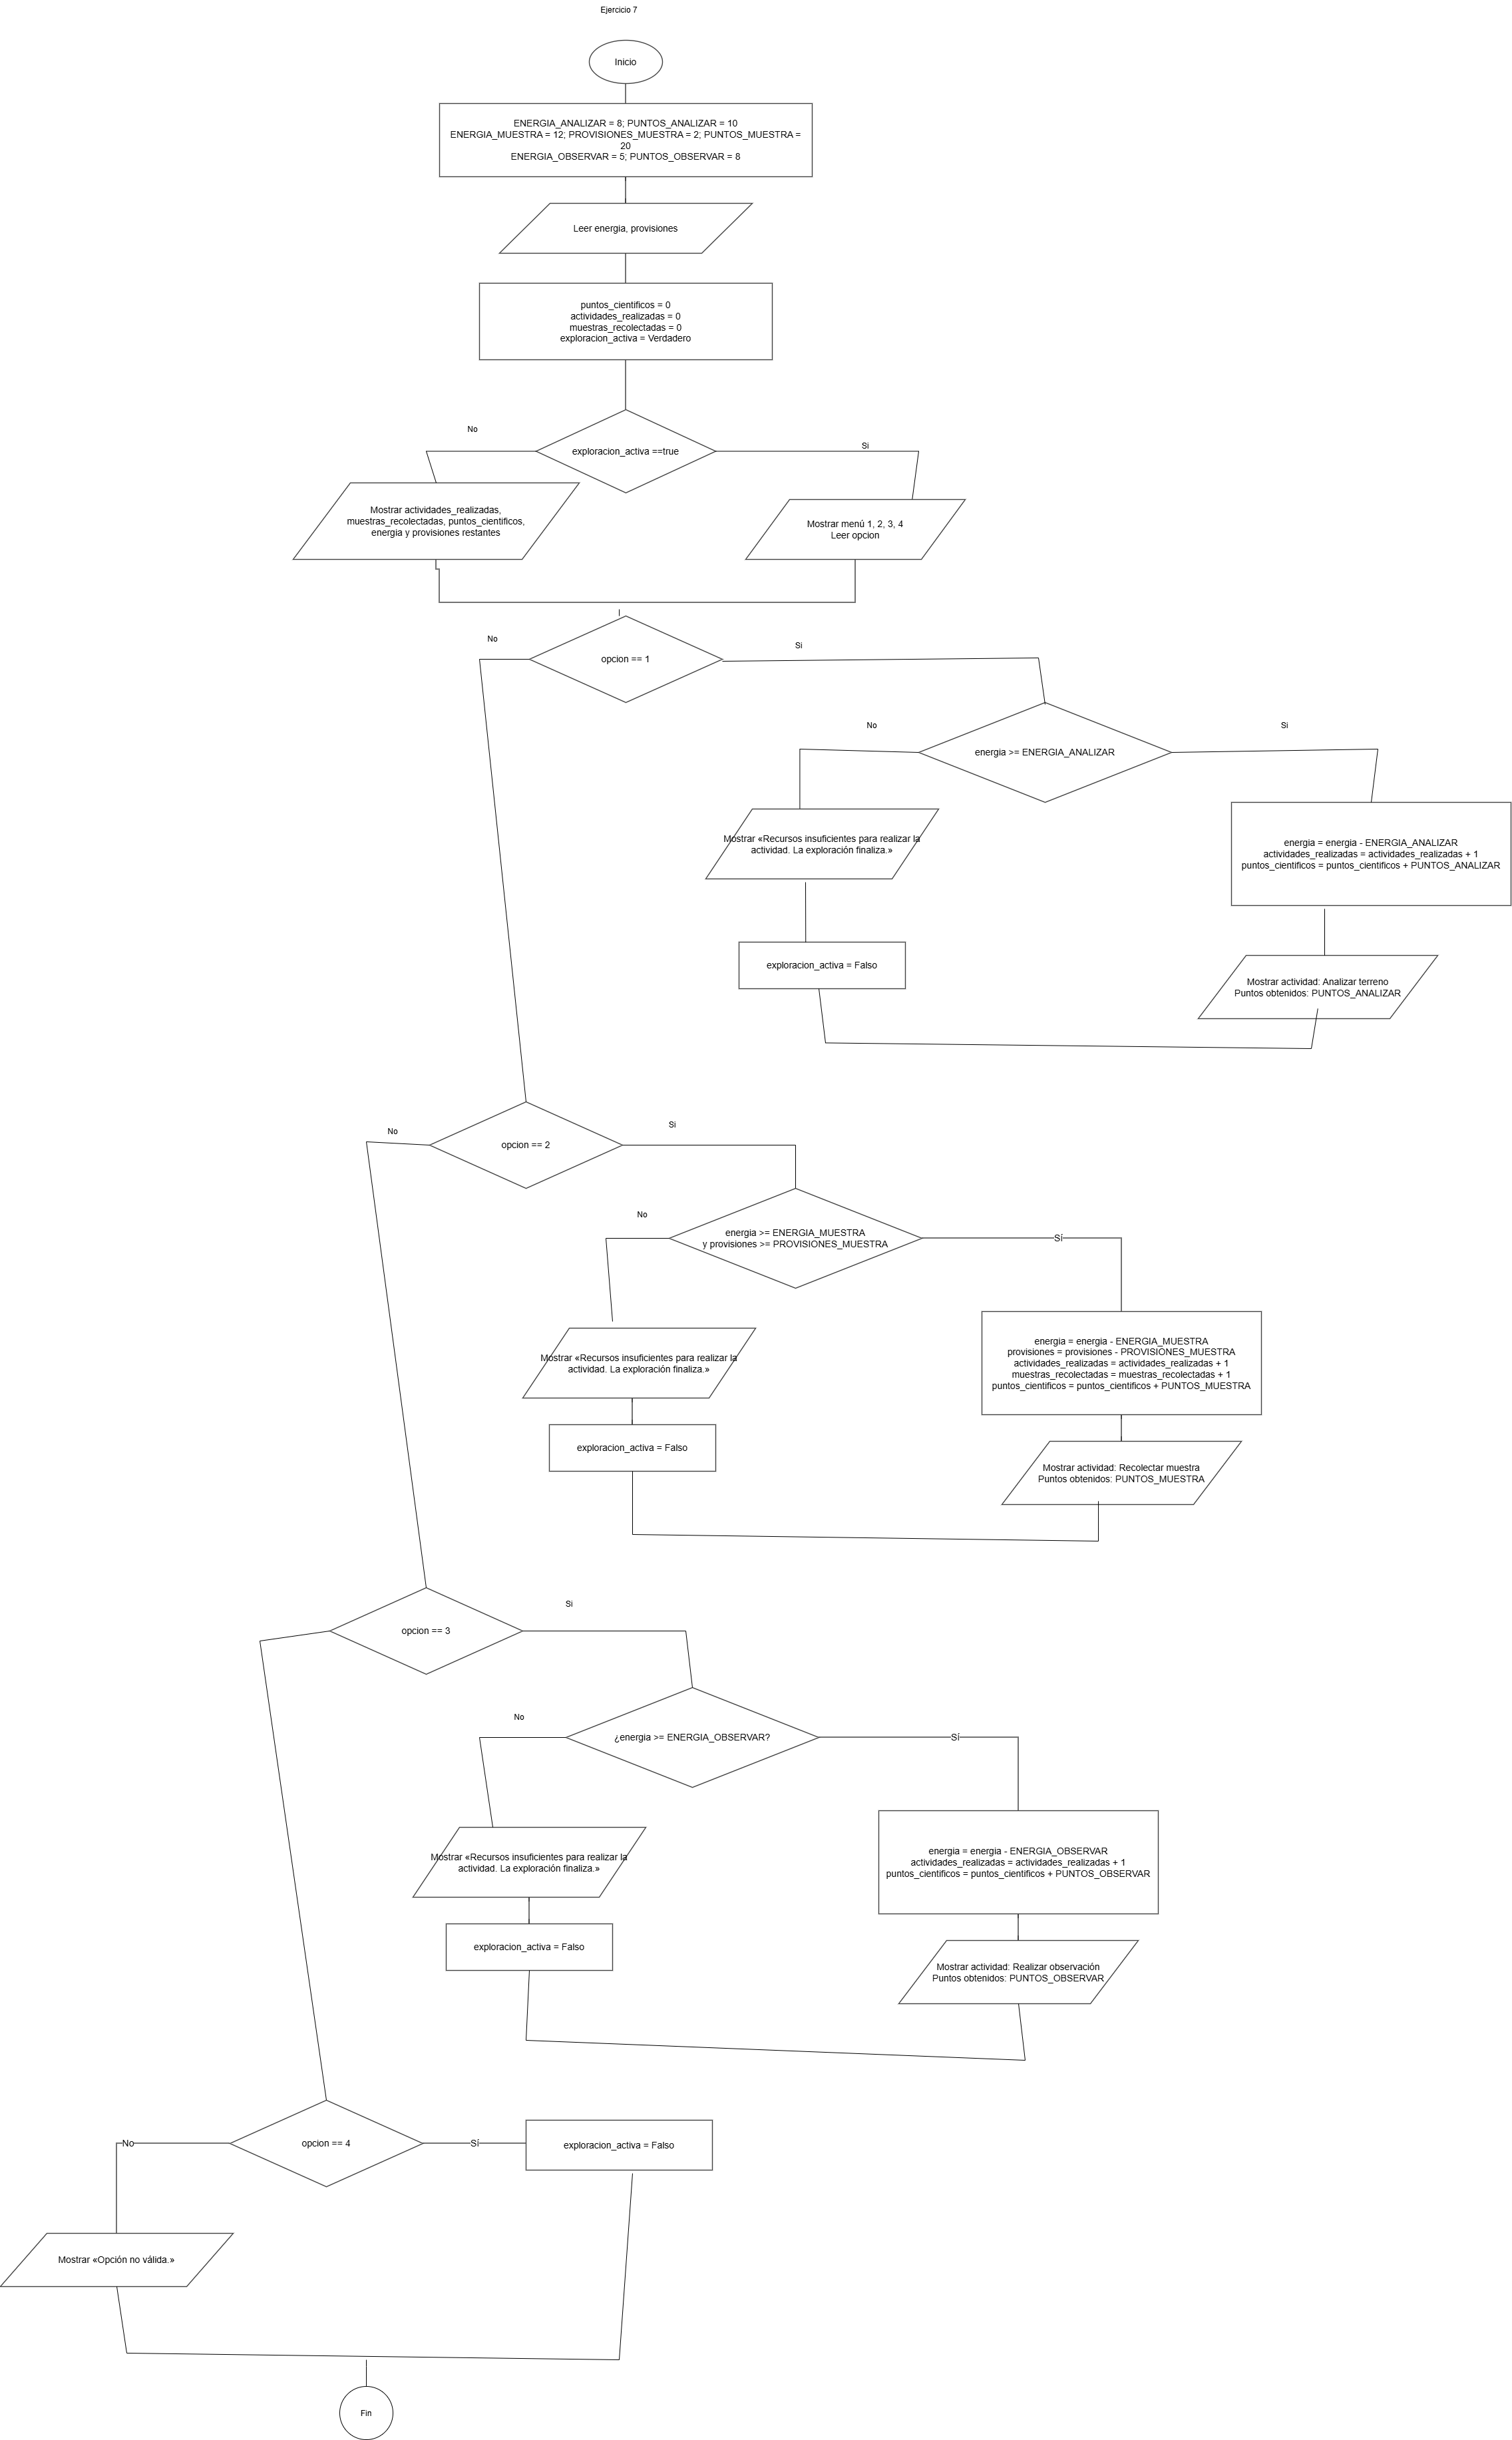 Ejercicio 7
Inicio
ENERGIA_ANALIZAR = 8; PUNTOS_ANALIZAR = 10
ENERGIA_MUESTRA = 12; PROVISIONES_MUESTRA = 2; PUNTOS_MUESTRA =
20
ENERGIA_OBSERVAR = 5; PUNTOS_OBSERVAR = 8
Leer energia, provisiones
puntos_cientificos = 0
actividades_realizadas = 0
muestras_recolectadas = 0
exploracion_activa = Verdadero
No
exploracion_activa ==true
Si
Mostrar actividades_realizadas,
muestras_recolectadas, puntos_cientificos,
energia y provisiones restantes
Mostrar menú 1, 2, 3, 4
Leer opcion
No
opcion == 1
Si
No
energia >= ENERGIA_ANALIZAR
Si
Mostrar «Recursos insuficientes para realizar la
actividad. La exploración finaliza.»
energia = energia - ENERGIA_ANALIZAR
actividades_realizadas = actividades_realizadas + 1
puntos_cientificos = puntos_cientificos + PUNTOS_ANALIZAR
exploracion_activa = Falso
Mostrar actividad: Analizar terreno
Puntos obtenidos: PUNTOS_ANALIZAR
No
opcion == 2
Si
No
energia >= ENERGIA_MUESTRA
y provisiones >= PROVISIONES_MUESTRA
Sí
Mostrar «Recursos insuficientes para realizar la
actividad. La exploración finaliza.»
energia = energia - ENERGIA_MUESTRA
provisiones = provisiones - PROVISIONES_MUESTRA
actividades_realizadas = actividades_realizadas + 1
muestras_recolectadas = muestras_recolectadas + 1
puntos_cientificos = puntos_cientificos + PUNTOS_MUESTRA
exploracion_activa = Falso
Mostrar actividad: Recolectar muestra
Puntos obtenidos: PUNTOS_MUESTRA
opcion == 3
Si
No
¿energia >= ENERGIA_OBSERVAR?
Sí
Mostrar «Recursos insuficientes para realizar la
actividad. La exploración finaliza.»
energia = energia - ENERGIA_OBSERVAR
actividades_realizadas = actividades_realizadas + 1
puntos_cientificos = puntos_cientificos + PUNTOS_OBSERVAR
exploracion_activa = Falso
Mostrar actividad: Realizar observación
Puntos obtenidos: PUNTOS_OBSERVAR
No
opcion == 4
Sí
exploracion_activa = Falso
Mostrar «Opción no válida.»
Fin